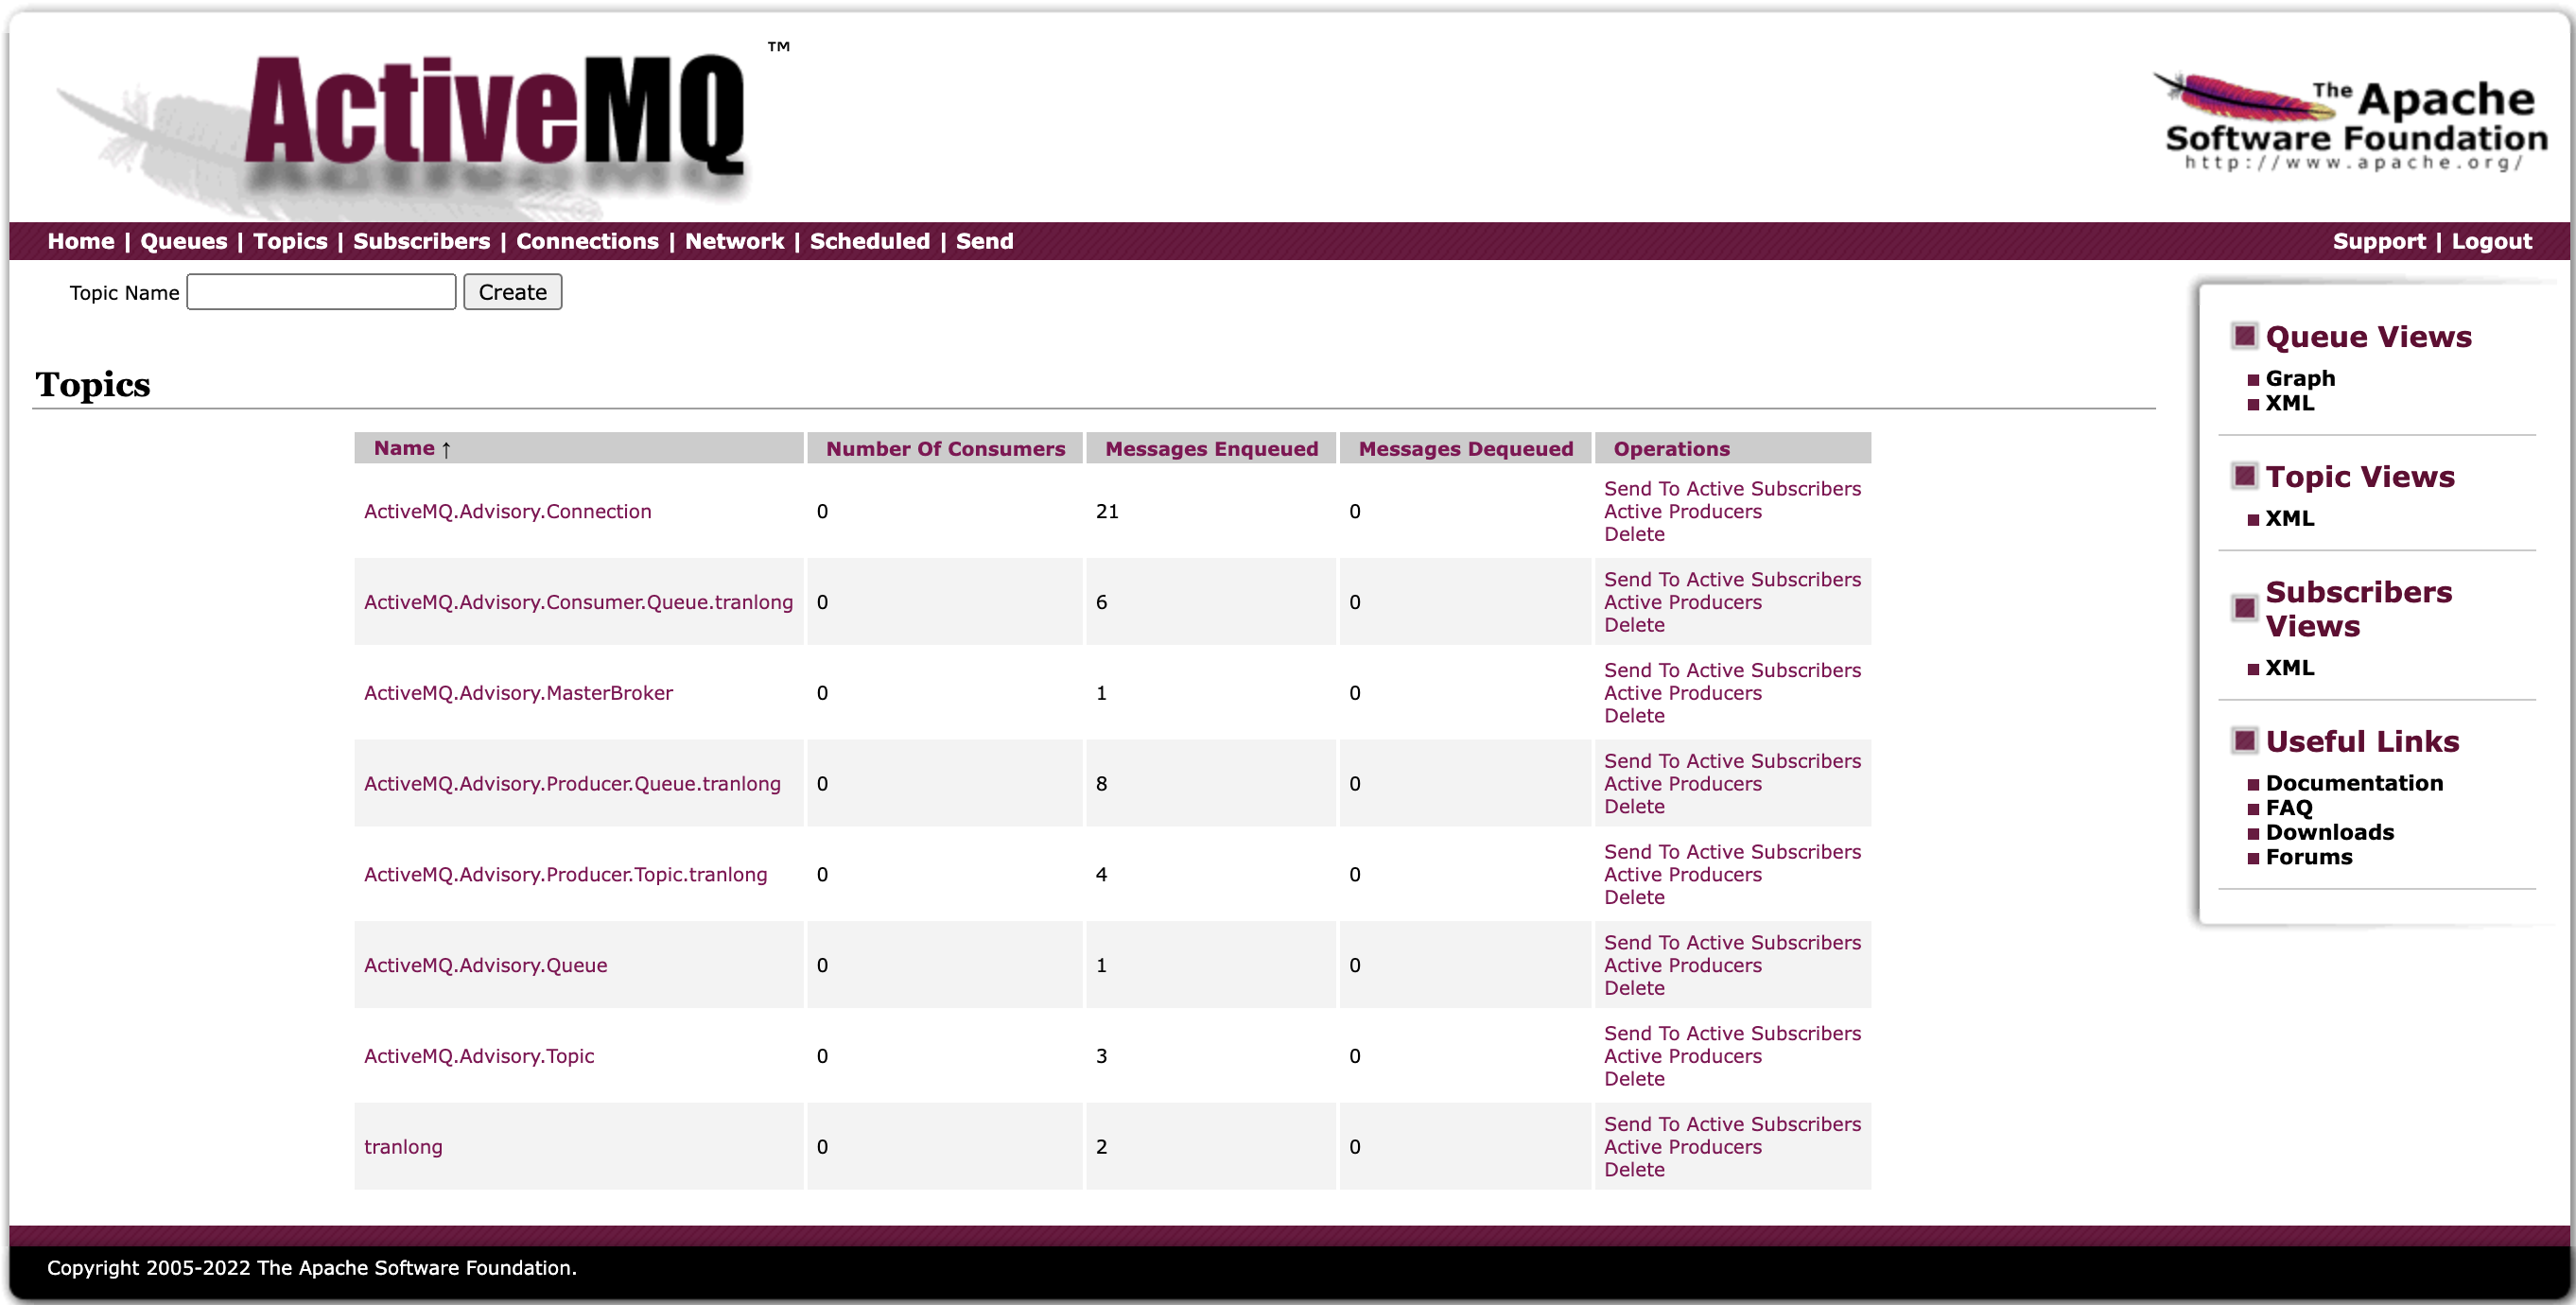 ActiveMQ ™
The Apache
Software Foundation
http://www.apache.org/
Home | Queues | Topics | Subscribers | Connections | Network | Scheduled | Send
Support | Logout
Topic Name Create
Topics
Name ↑ Number Of Consumers Messages Enqueued Messages Dequeued Operations
ActiveMQ.Advisory.Connection 0 21 0 Send To Active Subscribers
Active Producers
Delete
ActiveMQ.Advisory.Consumer.Queue.tranlong 0 6 0 Send To Active Subscribers
Active Producers
Delete
ActiveMQ.Advisory.MasterBroker 0 1 0 Send To Active Subscribers
Active Producers
Delete
ActiveMQ.Advisory.Producer.Queue.tranlong 0 8 0 Send To Active Subscribers
Active Producers
Delete
ActiveMQ.Advisory.Producer.Topic.tranlong 0 4 0 Send To Active Subscribers
Active Producers
Delete
ActiveMQ.Advisory.Queue 0 1 0 Send To Active Subscribers
Active Producers
Delete
ActiveMQ.Advisory.Topic 0 3 0 Send To Active Subscribers
Active Producers
Delete
tranlong 0 2 0 Send To Active Subscribers
Active Producers
Delete
Queue Views
Graph
XML
Topic Views
XML
Subscribers
Views
XML
Useful Links
Documentation
FAQ
Downloads
Forums
Copyright 2005-2022 The Apache Software Foundation.